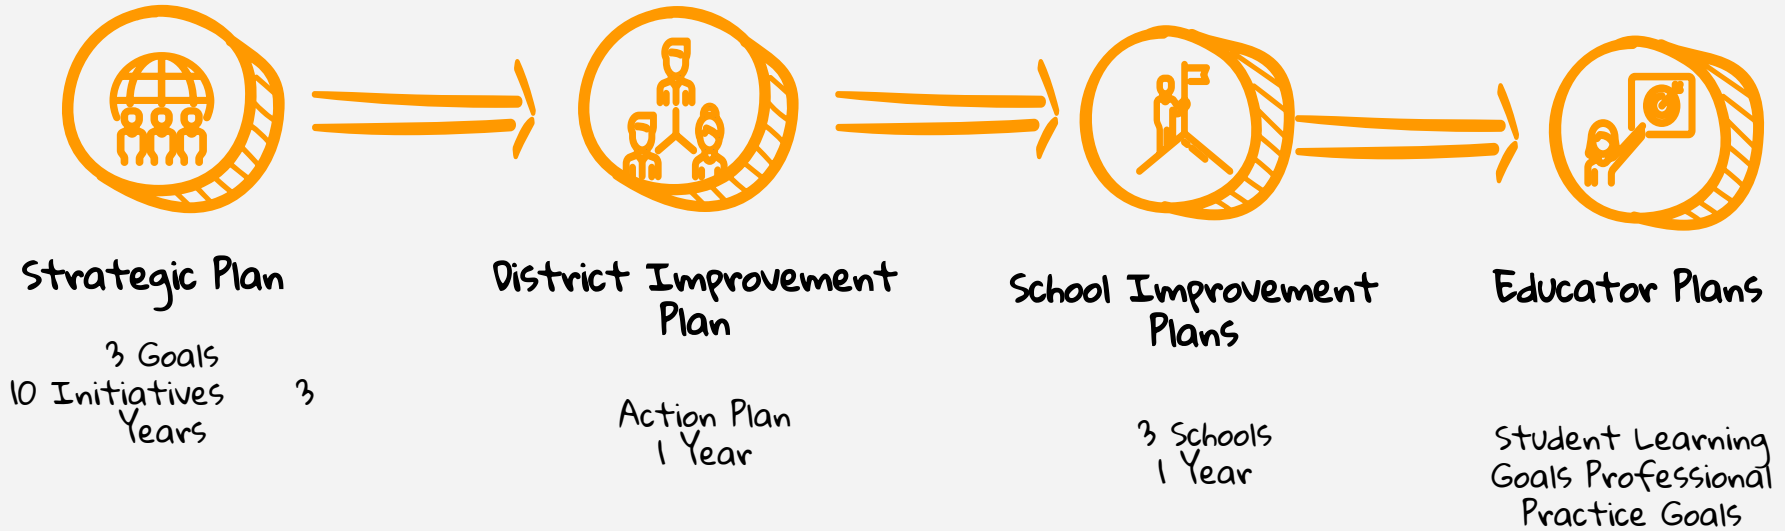 Strategic Plan
3 Goals
10 Initiatives 3
Years
District Improvement
Plan
Action Plan
1 Year
School Improvement
Plans
3 Schools
1 Year
Educator Plans
Student Learning
Goals Professional
Practice Goals